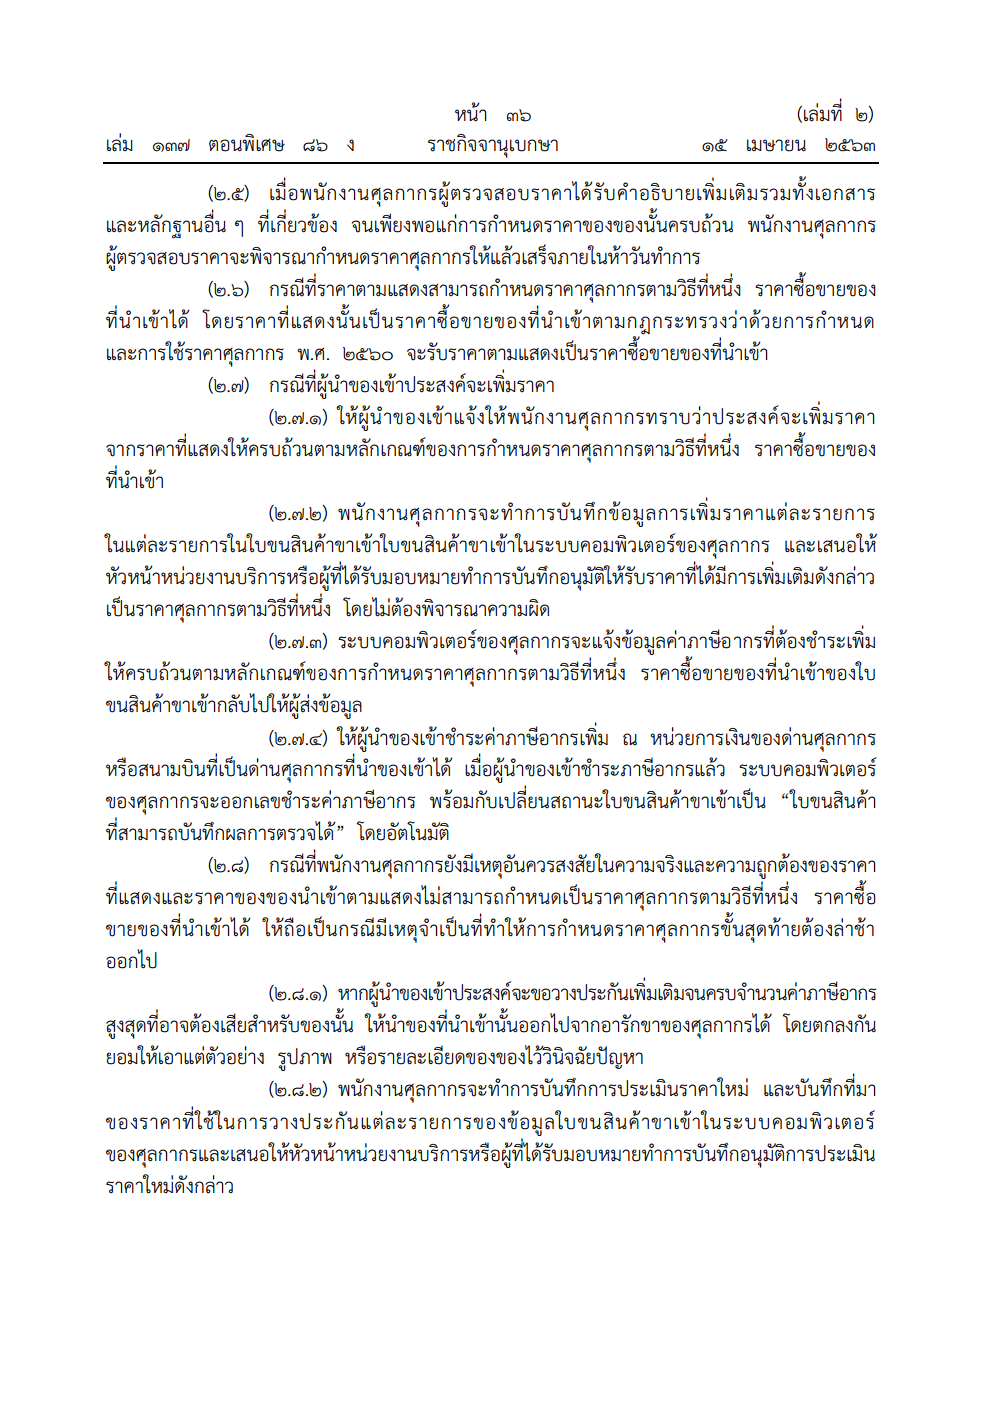 หน้า ๓๖ (เล่มที่ ๒)
เล่ม ๑๓๗ ตอนพิเศษ ๘๖ ง ราชกิจจานุเบกษา ๑๕ เมษายน ๒๕๖๓
(๒.๕) เมื่อพนักงานศุลกากรผู้ตรวจสอบราคาได้รับคำอธิบายเพิ่มเติมรวมทั้งเอกสาร
และหลักฐานอื่น ๆ ที่เกี่ยวข้อง จนเพียงพอแก่การกำหนดราคาของของนั้นครบถ้วน พนักงานศุลกากร
ผู้ตรวจสอบราคาจะพิจารณากำหนดราคาศุลกากรให้แล้วเสร็จภายในห้าวันทำการ
(๒.๖) กรณีที่ราคาตามแสดงสามารถกำหนดราคาศุลกากรตามวิธีที่หนึ่ง ราคาซื้อขายของ
ที่นำเข้าได้ โดยราคาที่แสดงนั้นเป็นราคาซื้อขายของที่นำเข้าตามกฎกระทรวงว่าด้วยการกำหนด
และการใช้ราคาศุลกากร พ.ศ. ๒๕๖๐ จะรับราคาตามแสดงเป็นราคาซื้อขายของที่นำเข้า
(๒.๗) กรณีที่ผู้นำของเข้าประสงค์จะเพิ่มราคา
(๒.๗.๑) ให้ผู้นำของเข้าแจ้งให้พนักงานศุลกากรทราบว่าประสงค์จะเพิ่มราคา
จากราคาที่แสดงให้ครบถ้วนตามหลักเกณฑ์ของการกำหนดราคาศุลกากรตามวิธีที่หนึ่ง ราคาซื้อขายของ
ที่นำเข้า
(๒.๗.๒) พนักงานศุลกากรจะทำการบันทึกข้อมูลการเพิ่มราคาแต่ละรายการ
ในแต่ละรายการในใบขนสินค้าขาเข้าใบขนสินค้าขาเข้าในระบบคอมพิวเตอร์ของศุลกากร และเสนอให้
หัวหน้าหน่วยงานบริการหรือผู้ที่ได้รับมอบหมายทำการบันทึกอนุมัติให้รับราคาที่ได้มีการเพิ่มเติมดังกล่าว
เป็นราคาศุลกากรตามวิธีที่หนึ่ง โดยไม่ต้องพิจารณาความผิด
(๒.๗.๓) ระบบคอมพิวเตอร์ของศุลกากรจะแจ้งข้อมูลค่าภาษีอากรที่ต้องชำระเพิ่ม
ให้ครบถ้วนตามหลักเกณฑ์ของการกำหนดราคาศุลกากรตามวิธีที่หนึ่ง ราคาซื้อขายของที่นำเข้าของใบ
ขนสินค้าขาเข้ากลับไปให้ผู้ส่งข้อมูล
(๒.๗.๔) ให้ผู้นำของเข้าชำระค่าภาษีอากรเพิ่ม ณ หน่วยการเงินของด่านศุลกากร
หรือสนามบินที่เป็นด่านศุลกากรที่นำของเข้าได้ เมื่อผู้นำของเข้าชำระภาษีอากรแล้ว ระบบคอมพิวเตอร์
ของศุลกากรจะออกเลขชำระค่าภาษีอากร พร้อมกับเปลี่ยนสถานะใบขนสินค้าขาเข้าเป็น “ใบขนสินค้า
ที่สามารถบันทึกผลการตรวจได้” โดยอัตโนมัติ
(๒.๘) กรณีที่พนักงานศุลกากรยังมีเหตุอันควรสงสัยในความจริงและความถูกต้องของราคา
ที่แสดงและราคาของของนำเข้าตามแสดงไม่สามารถกำหนดเป็นราคาศุลกากรตามวิธีที่หนึ่ง ราคาซื้อ
ขายของที่นำเข้าได้ ให้ถือเป็นกรณีมีเหตุจำเป็นที่ทำให้การกำหนดราคาศุลกากรขั้นสุดท้ายต้องล่าช้า
ออกไป
(๒.๘.๑) หากผู้นำของเข้าประสงค์จะขอวางประกันเพิ่มเติมจนครบจำนวนค่าภาษีอากร
สูงสุดที่อาจต้องเสียสำหรับของนั้น ให้นำของที่นำเข้านั้นออกไปจากอารักขาของศุลกากรได้ โดยตกลงกัน
ยอมให้เอาแต่ตัวอย่าง รูปภาพ หรือรายละเอียดของของไว้วินิจฉัยปัญหา
(๒.๘.๒) พนักงานศุลกากรจะทำการบันทึกการประเมินราคาใหม่ และบันทึกที่มา
ของราคาที่ใช้ในการวางประกันแต่ละรายการของข้อมูลใบขนสินค้าขาเข้าในระบบคอมพิวเตอร์
ของศุลกากรและเสนอให้หัวหน้าหน่วยงานบริการหรือผู้ที่ได้รับมอบหมายทำการบันทึกอนุมัติการประเมิน
ราคาใหม่ดังกล่าว